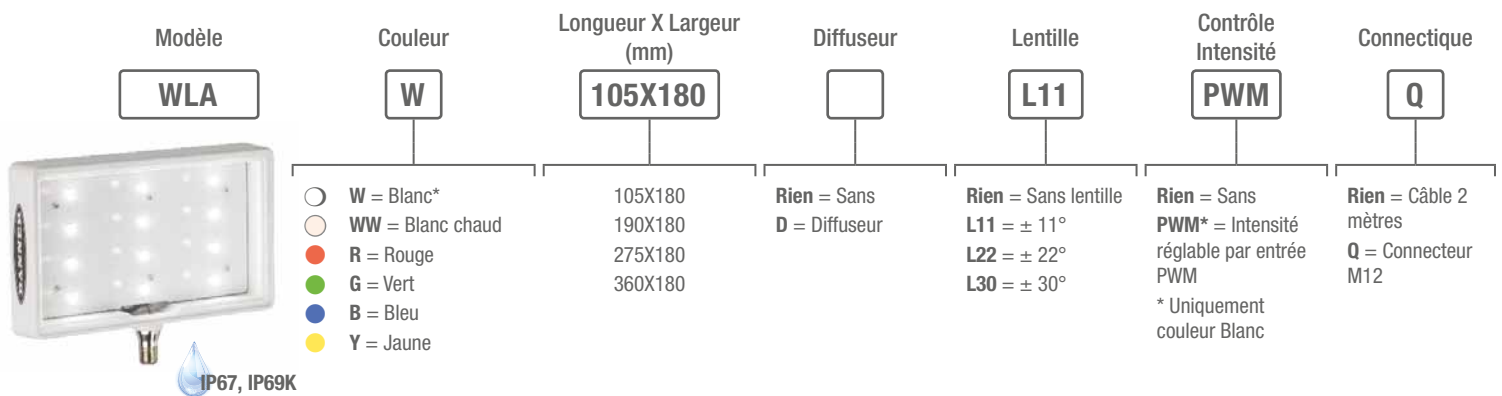 Modèle
Couleur
Longueur X Largeur
(mm)
Diffuseur
Lentille
Contrôle
Intensité
Connectique
WLA
W
105X180
L11
PWM
Q
W = Blanc*
WW = Blanc chaud
R = Rouge
G = Vert
B = Bleu
Y = Jaune
105X180
190X180
275X180
360X180
Rien = Sans
D = Diffuseur
Rien = Sans lentille
L11 = ± 11°
L22 = ± 22°
L30 = ± 30°
Rien = Sans
PWM* = Intensité
réglable par entrée
PWM
* Uniquement
couleur Blanc
Rien = Câble 2
mètres
Q = Connecteur
M12
BANNER
IP67, IP69K